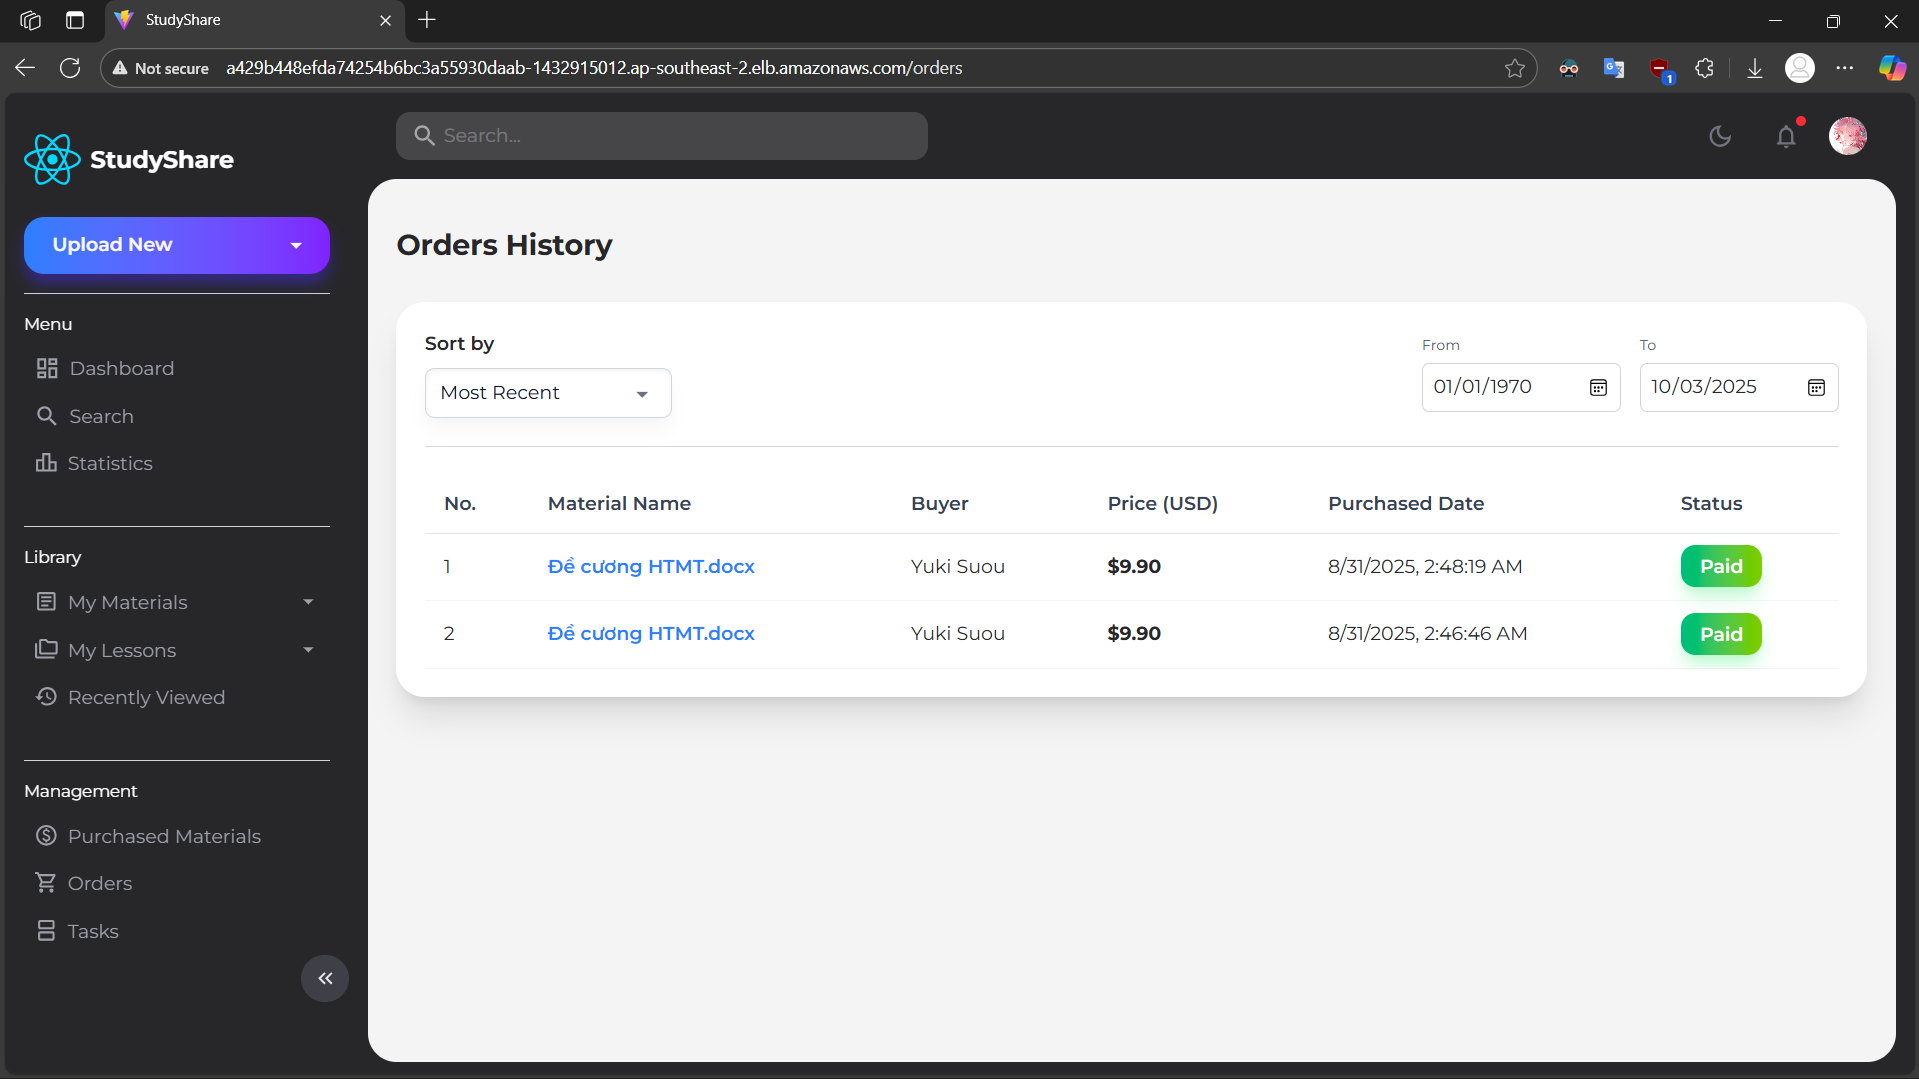 StudyShare
Not secure a429b448efda74254b6bc3a55930daab-1432915012.ap-southeast-2.elb.amazonaws.com/orders
1
StudyShare
Search...
Upload New
Menu
Dashboard
Search
Statistics
Library
My Materials
My Lessons
Recently Viewed
Management
Purchased Materials
Orders
Tasks
Orders History
Sort by
Most Recent
From
01/01/1970
To
10/03/2025
No. Material Name Buyer Price (USD) Purchased Date Status
1 Đề cương HTMT.docx Yuki Suou $9.90 8/31/2025, 2:48:19 AM Paid
2 Đề cương HTMT.docx Yuki Suou $9.90 8/31/2025, 2:46:46 AM Paid